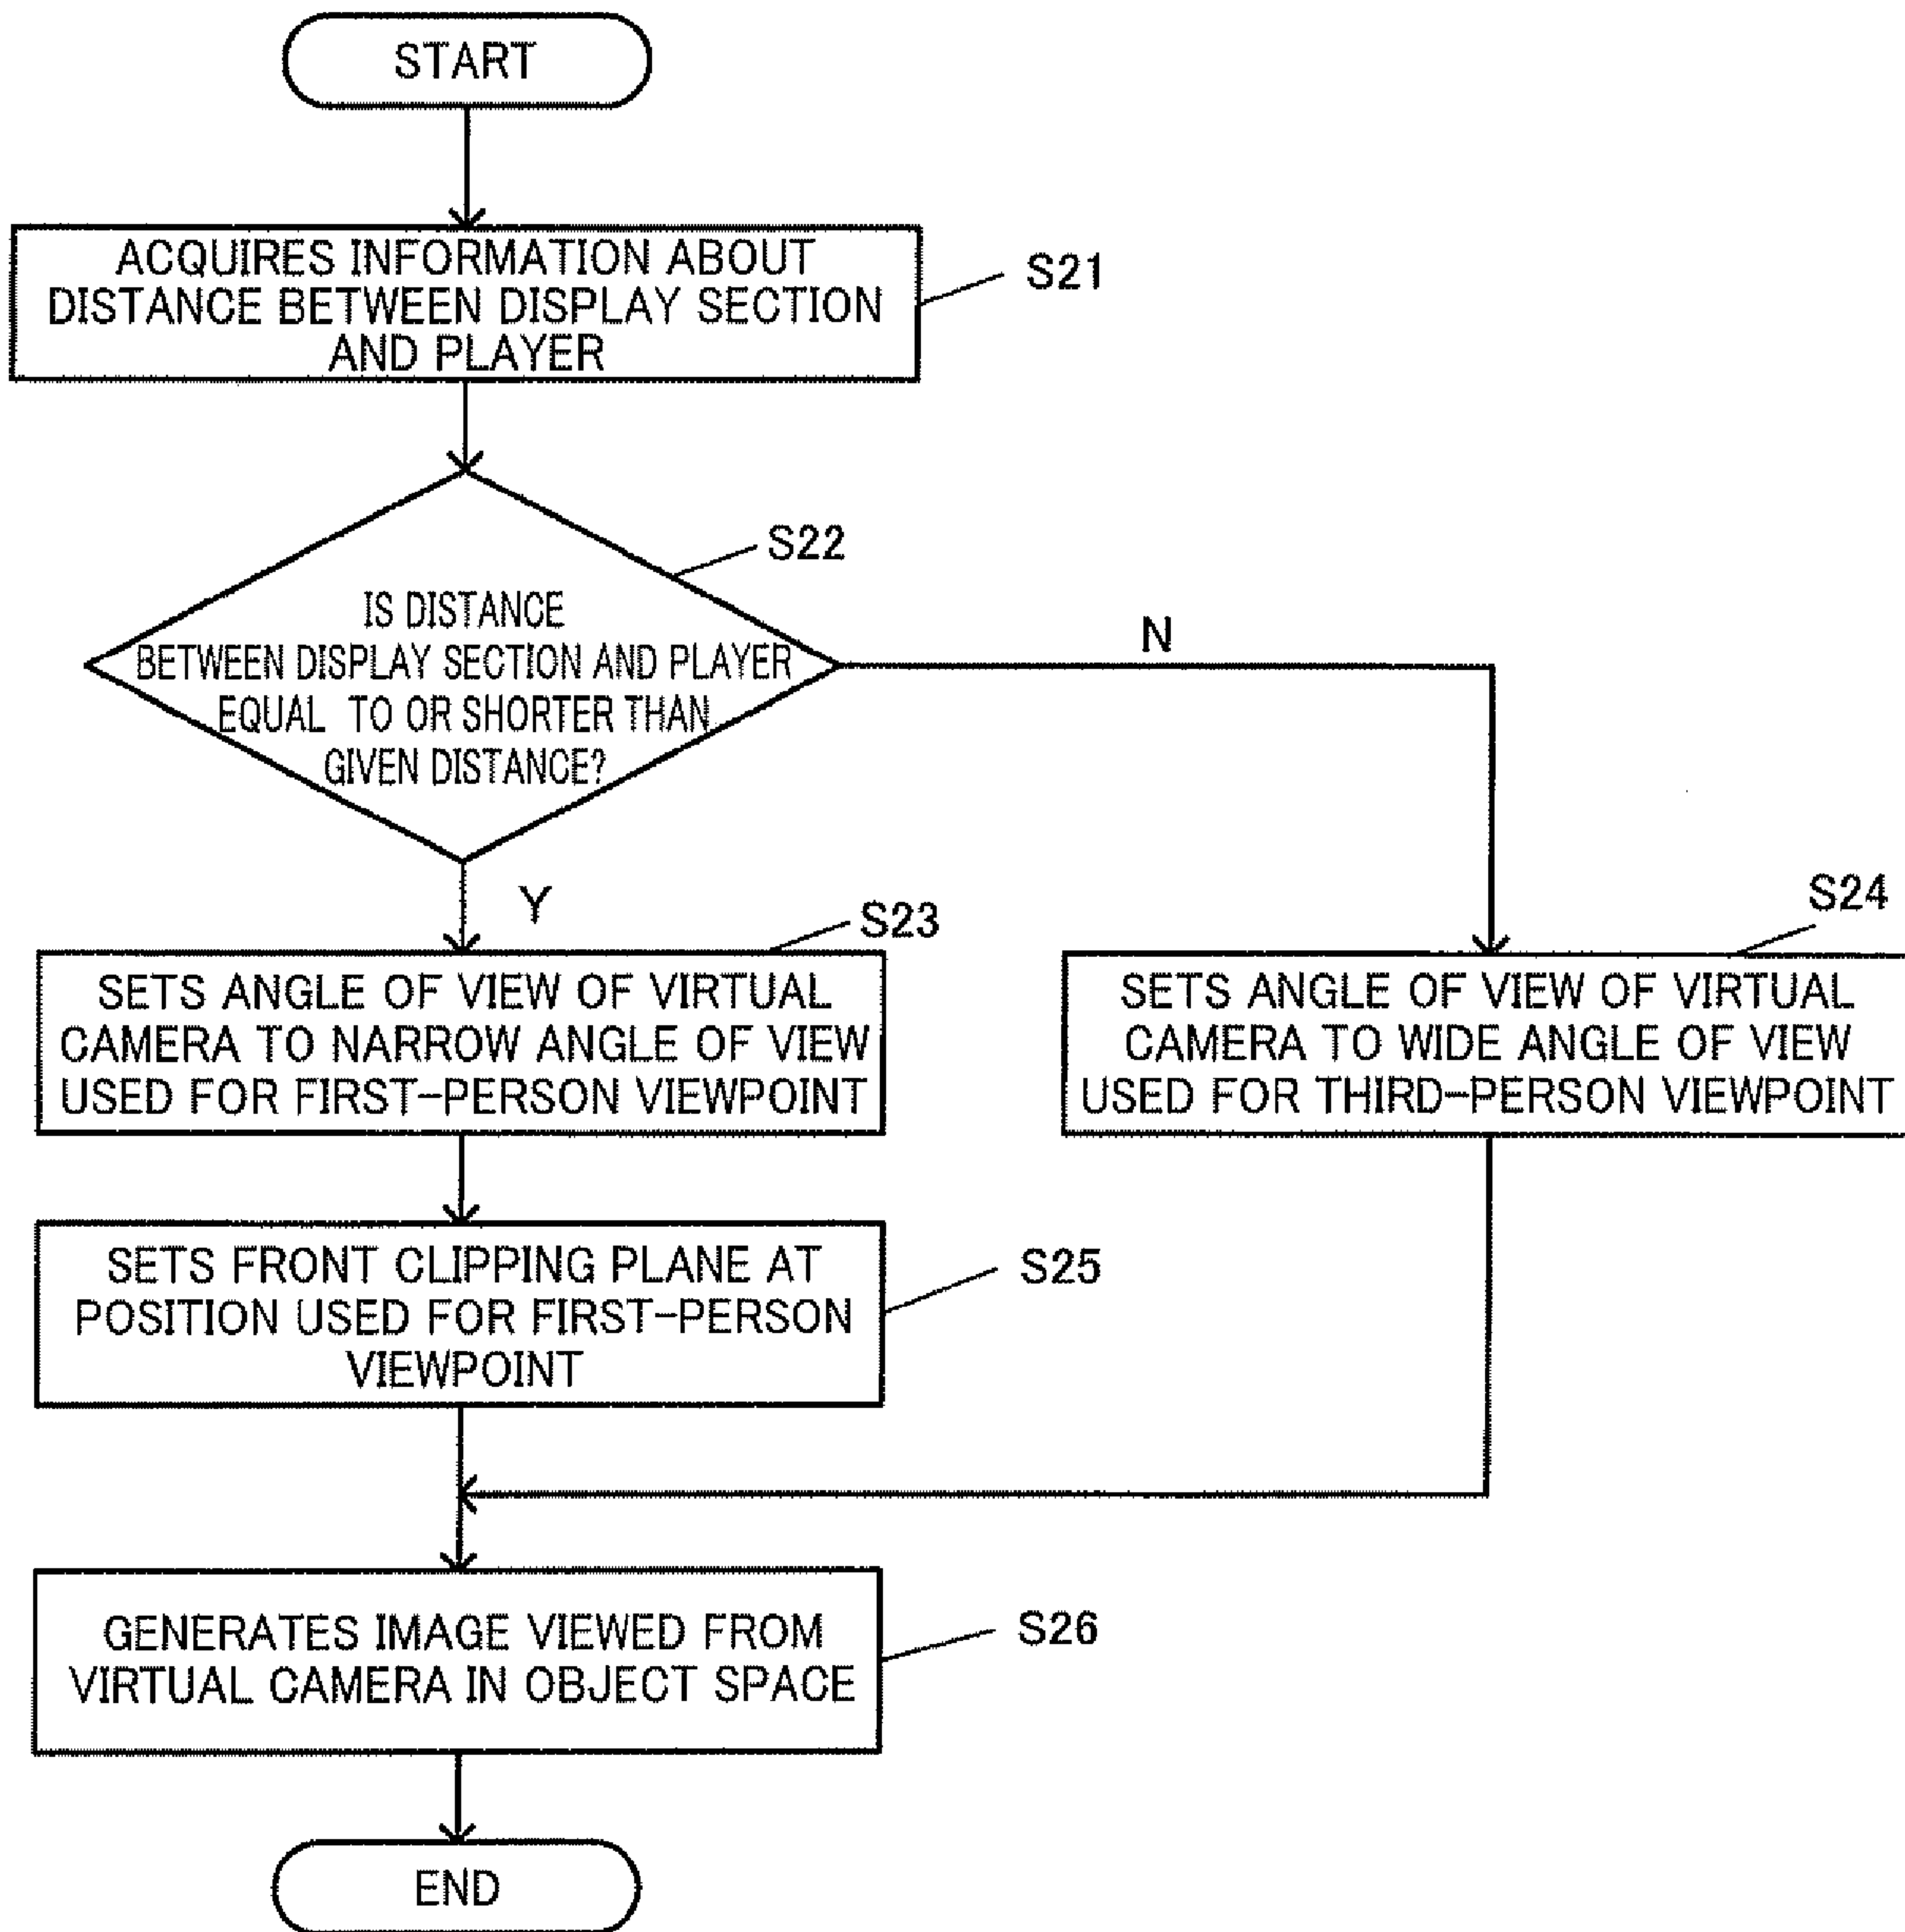 START
ACQUIRES INFORMATION ABOUT
DISTANCE BETWEEN DISPLAY SECTION
AND PLAYER
S21
S22
IS DISTANCE
BETWEEN DISPLAY SECTION AND PLAYER
EQUAL TO OR SHORTER THAN
GIVEN DISTANCE?
N
Y
S23
SETS ANGLE OF VIEW OF VIRTUAL
CAMERA TO NARROW ANGLE OF VIEW
USED FOR FIRST-PERSON VIEWPOINT
S24
SETS ANGLE OF VIEW OF VIRTUAL
CAMERA TO WIDE ANGLE OF VIEW
USED FOR THIRD-PERSON VIEWPOINT
SETS FRONT CLIPPING PLANE AT
POSITION USED FOR FIRST-PERSON
VIEWPOINT
S25
GENERATES IMAGE VIEWED FROM
VIRTUAL CAMERA IN OBJECT SPACE
S26
END